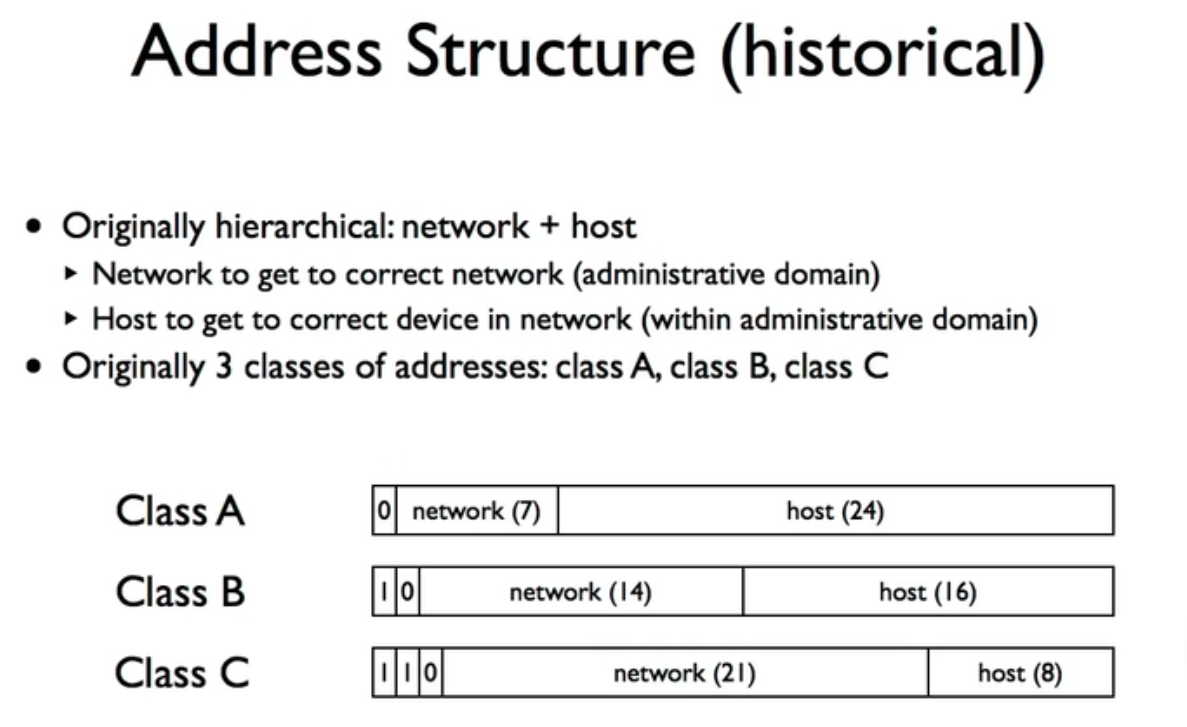 Address Structure (historical)
• Originally hierarchical: network + host
▸ Network to get to correct network (administrative domain)
▸ Host to get to correct device in network (within administrative domain)
• Originally 3 classes of addresses: class A, class B, class C
Class A 0 network (7) host (24)
Class B 1 0 network (14) host (16)
Class C 1 1 0 network (21) host (8)